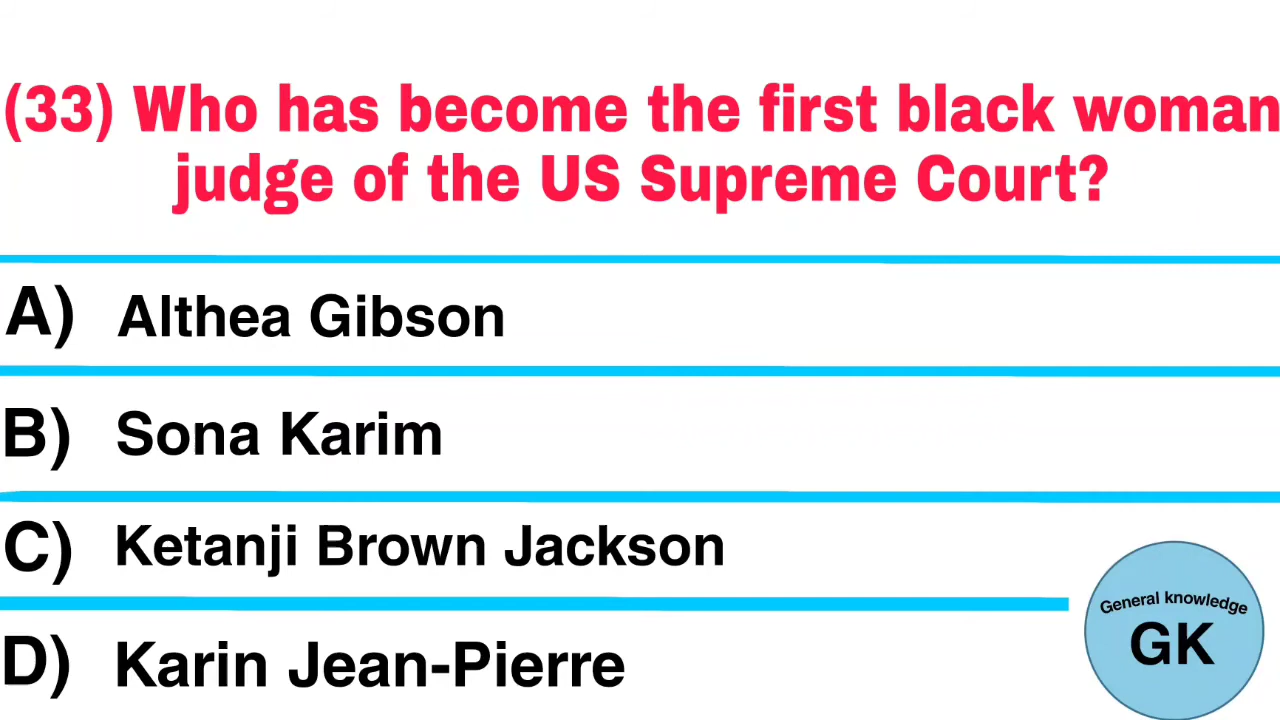 (33) Who has become the first black woman
judge of the US Supreme Court?
A) Althea Gibson
B) Sona Karim
C) Ketanji Brown Jackson
D) Karin Jean-Pierre
General knowledge
GK